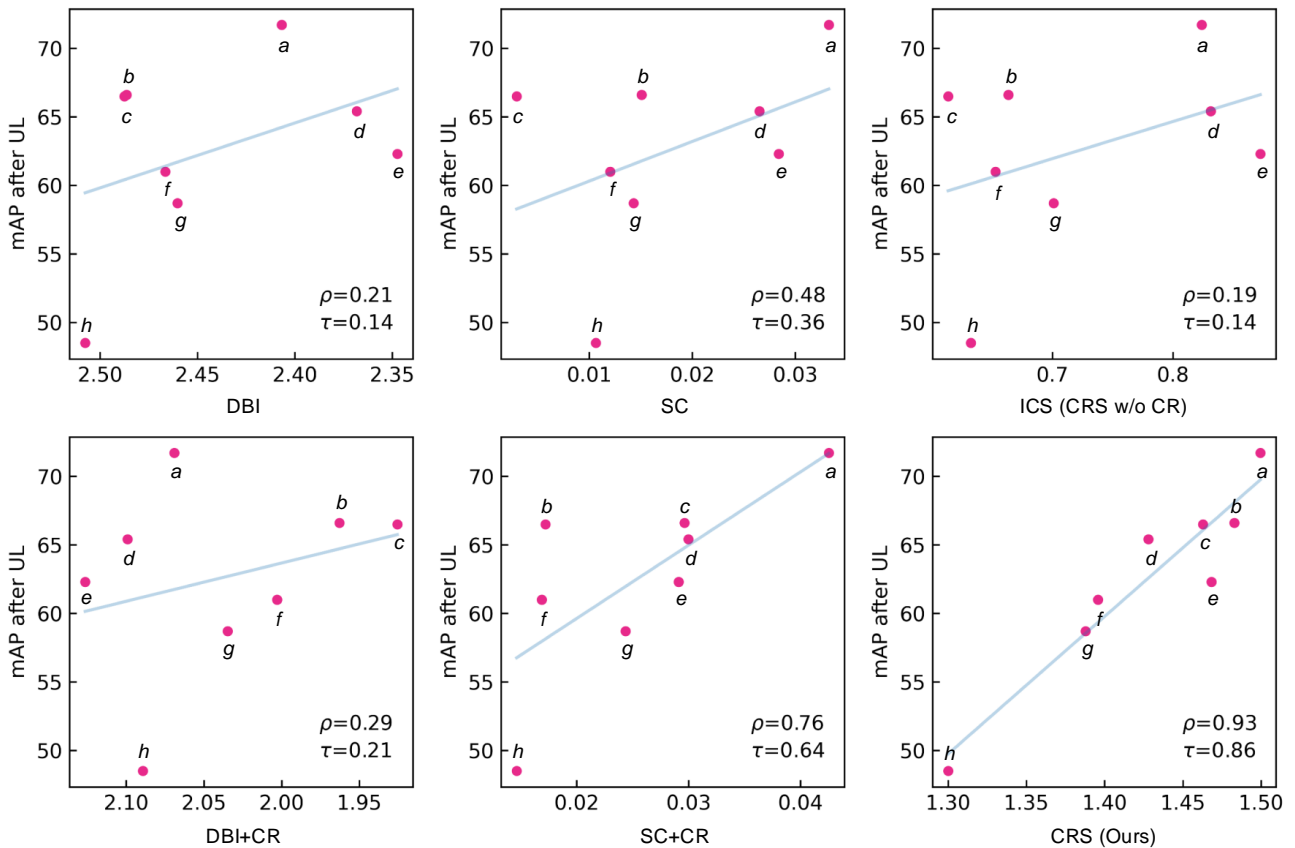 mAP after UL
70
65
60
55
50
a
b
c
d
e
f
g
h
ρ=0.21
τ=0.14
2.50
2.45
2.40
2.35
DBI
mAP after UL
70
65
60
55
50
a
b
c
d
e
f
g
h
ρ=0.48
τ=0.36
0.01
0.02
0.03
SC
mAP after UL
70
65
60
55
50
a
b
c
d
e
f
g
h
ρ=0.19
τ=0.14
0.7
0.8
ICS (CRS w/o CR)
mAP after UL
70
65
60
55
50
a
b
c
d
e
f
g
h
ρ=0.29
τ=0.21
2.10
2.05
2.00
1.95
DBI+CR
mAP after UL
70
65
60
55
50
a
b
c
d
e
f
g
h
ρ=0.76
τ=0.64
0.02
0.03
0.04
SC+CR
mAP after UL
70
65
60
55
50
a
b
c
d
e
f
g
h
ρ=0.93
τ=0.86
1.30
1.35
1.40
1.45
1.50
CRS (Ours)